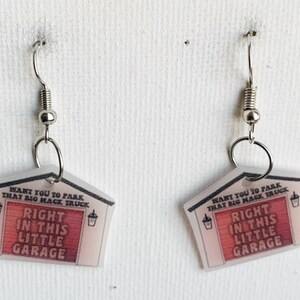 WANT YOU TO PARK
THAT BIG MACK TRUCK
RIGHT
IN THIS
LITTLE
GARAGE
WANT YOU TO PARK
THAT BIG MACK TRUCK
RIGHT
IN THIS
LITTLE
GARAGE